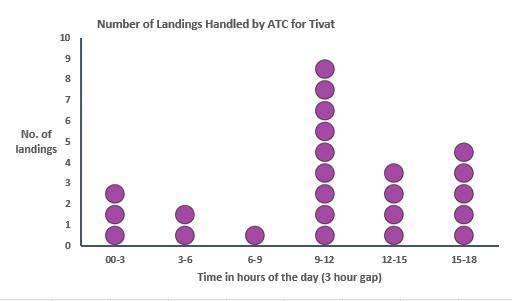 Number of Landings Handled by ATC for Tivat
10
9
8
7
6
5
4
3
2
1
0
No. of
landings
00-3 3-6 6-9 9-12 12-15 15-18
Time in hours of the day (3 hour gap)